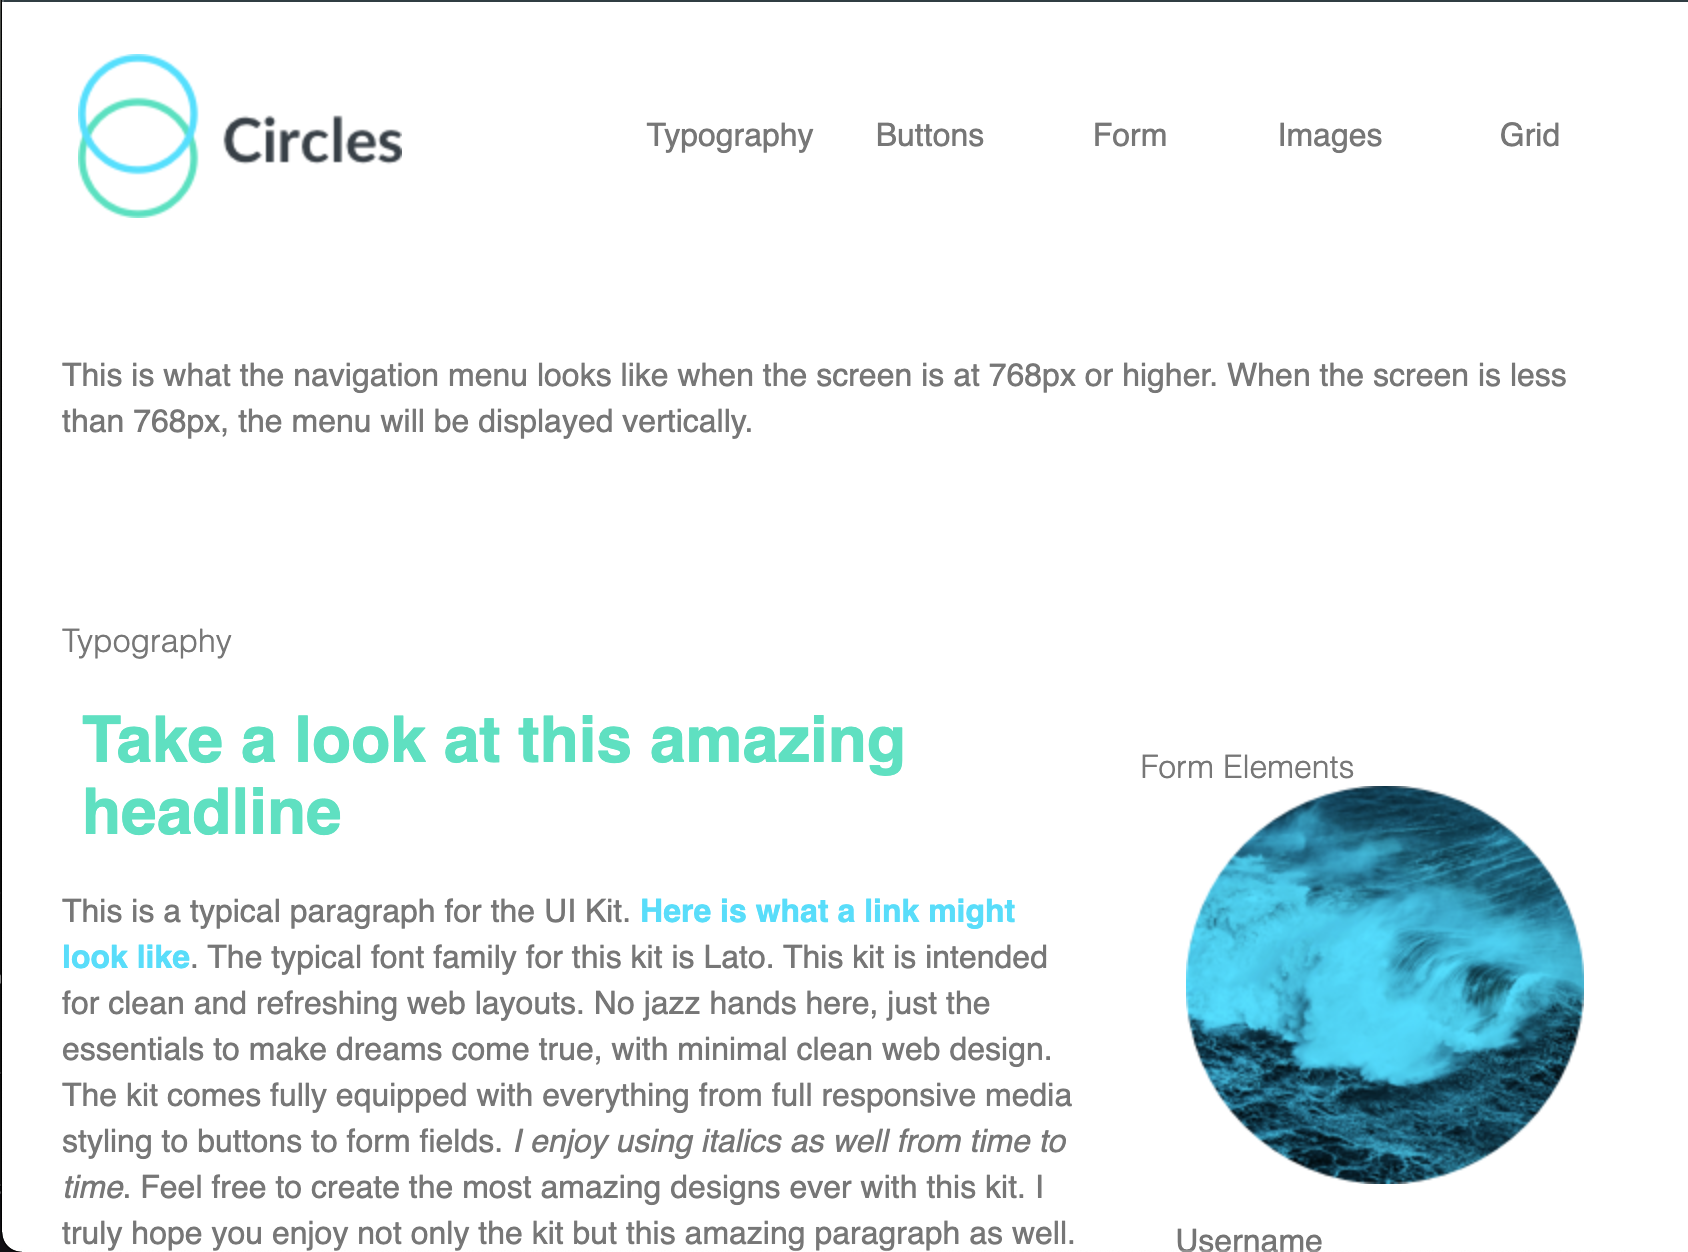 Circles
Typography Buttons Form Images Grid
This is what the navigation menu looks like when the screen is at 768px or higher. When the screen is less
than 768px, the menu will be displayed vertically.
Typography
Take a look at this amazing
headline
This is a typical paragraph for the UI Kit. Here is what a link might
look like. The typical font family for this kit is Lato. This kit is intended
for clean and refreshing web layouts. No jazz hands here, just the
essentials to make dreams come true, with minimal clean web design.
The kit comes fully equipped with everything from full responsive media
styling to buttons to form fields. I enjoy using italics as well from time to
time. Feel free to create the most amazing designs ever with this kit. I
truly hope you enjoy not only the kit but this amazing paragraph as well.
Form Elements
Username